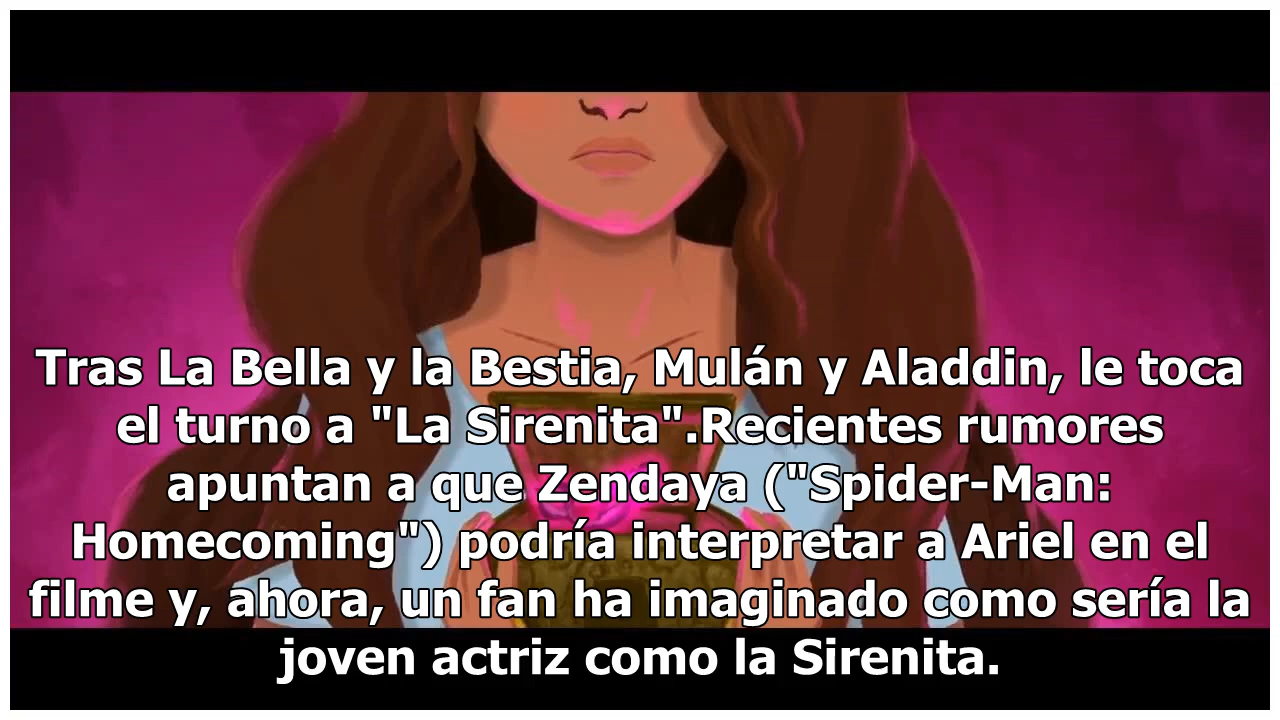 Tras La Bella y la Bestia, Mulán y Aladdin, le toca
el turno a "La Sirenita".Recientes rumores
apuntan a que Zendaya ("Spider-Man:
Homecoming") podría interpretar a Ariel en el
filme y, ahora, un fan ha imaginado como sería la
joven actriz como la Sirenita.